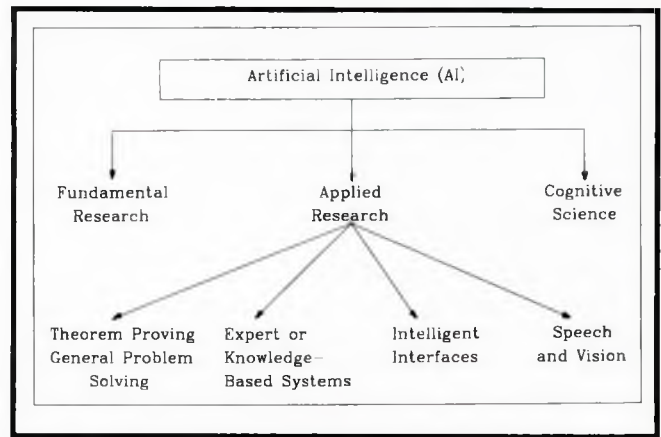 Artificial Intelligence (AI)
Fundamental
Research
Applied
Research
Cognitive
Science
Theorem Proving
General Problem
Solving
Expert or
Knowledge-
Based Systems
Intelligent
Interfaces
Speech
and Vision